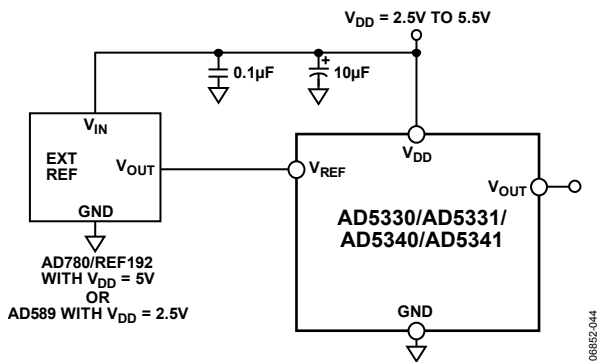 V_DD = 2.5V TO 5.5V
0.1µF
+
10µF
V_IN
EXT
REF
V_OUT
GND
V_REF
V_DD
V_OUT
AD5330/AD5331/
AD5340/AD5341
GND
AD780/REF192
WITH V_DD = 5V
OR
AD589 WITH V_DD = 2.5V
06852-044